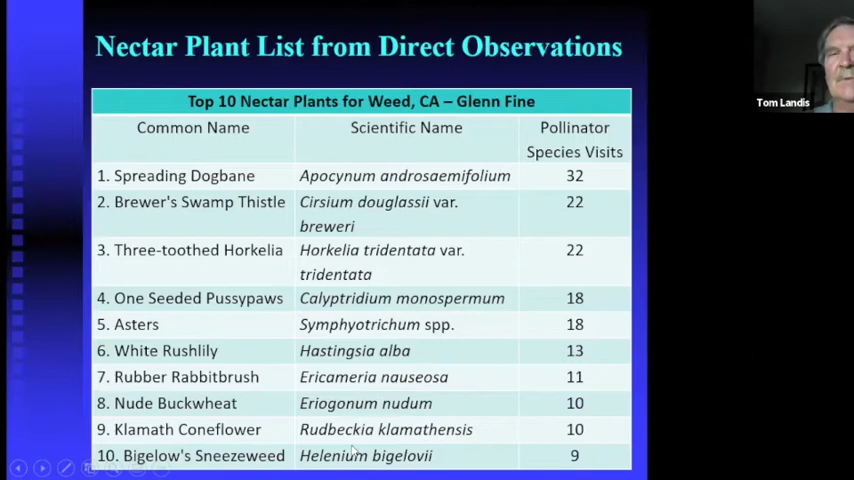 Nectar Plant List from Direct Observations
Tom Landis
Top 10 Nectar Plants for Weed, CA – Glenn Fine
Common Name Scientific Name Pollinator
Species Visits
1. Spreading Dogbane Apocynum androsaemifolium 32
2. Brewer's Swamp Thistle Cirsium douglassii var. 22
breweri
3. Three-toothed Horkelia Horkelia tridentata var. 22
tridentata
4. One Seeded Pussypaws Calyptridium monospermum 18
5. Asters Symphyotrichum spp. 18
6. White Rushlily Hastingsia alba 13
7. Rubber Rabbitbrush Ericameria nauseosa 11
8. Nude Buckwheat Eriogonum nudum 10
9. Klamath Coneflower Rudbeckia klamathensis 10
10. Bigelow's Sneezeweed Helenium bigelovii 9